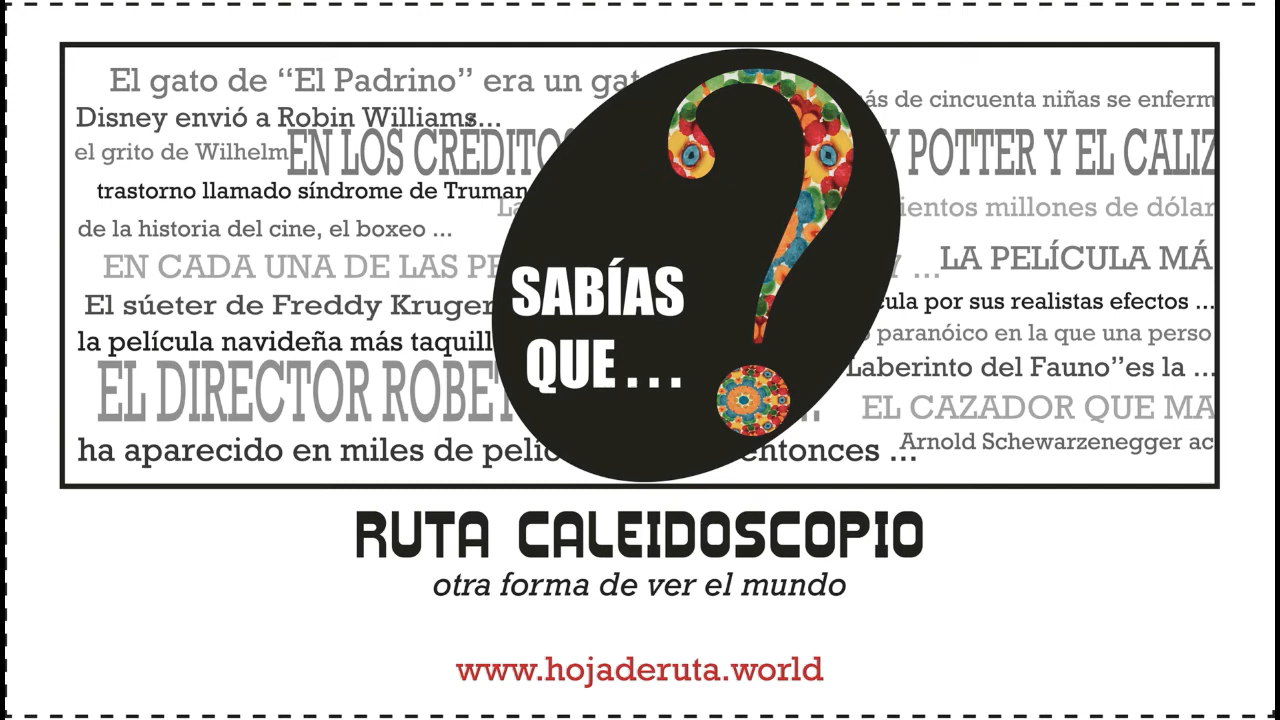 El gato de “El Padrino” era un gat
Disney envió a Robin Williams...
el grito de Wilhelm
EN LOS CRÉDITO
trastorno llamado síndrome de Truman
La
de la historia del cine, el boxeo ...
EN CADA UNA DE LAS PE
El súeter de Freddy Kruger
la película navideña más taquill
EL DIRECTOR ROBE
ha aparecido en miles de pelíc
SABÍAS
QUE...
ás de cincuenta niñas se enferm
Y POTTER Y EL CALIZ
ientos millones de dólar
Y ...
LA PELÍCULA MÁ
cula por sus realistas efectos ...
o paranóico en la que una perso
Laberinto del Fauno”es la ...
EL CAZADOR QUE MA
Arnold Schewarzenegger ac
entonces ...
RUTA CALEIDOSCOPIO
otra forma de ver el mundo
www.hojaderuta.world